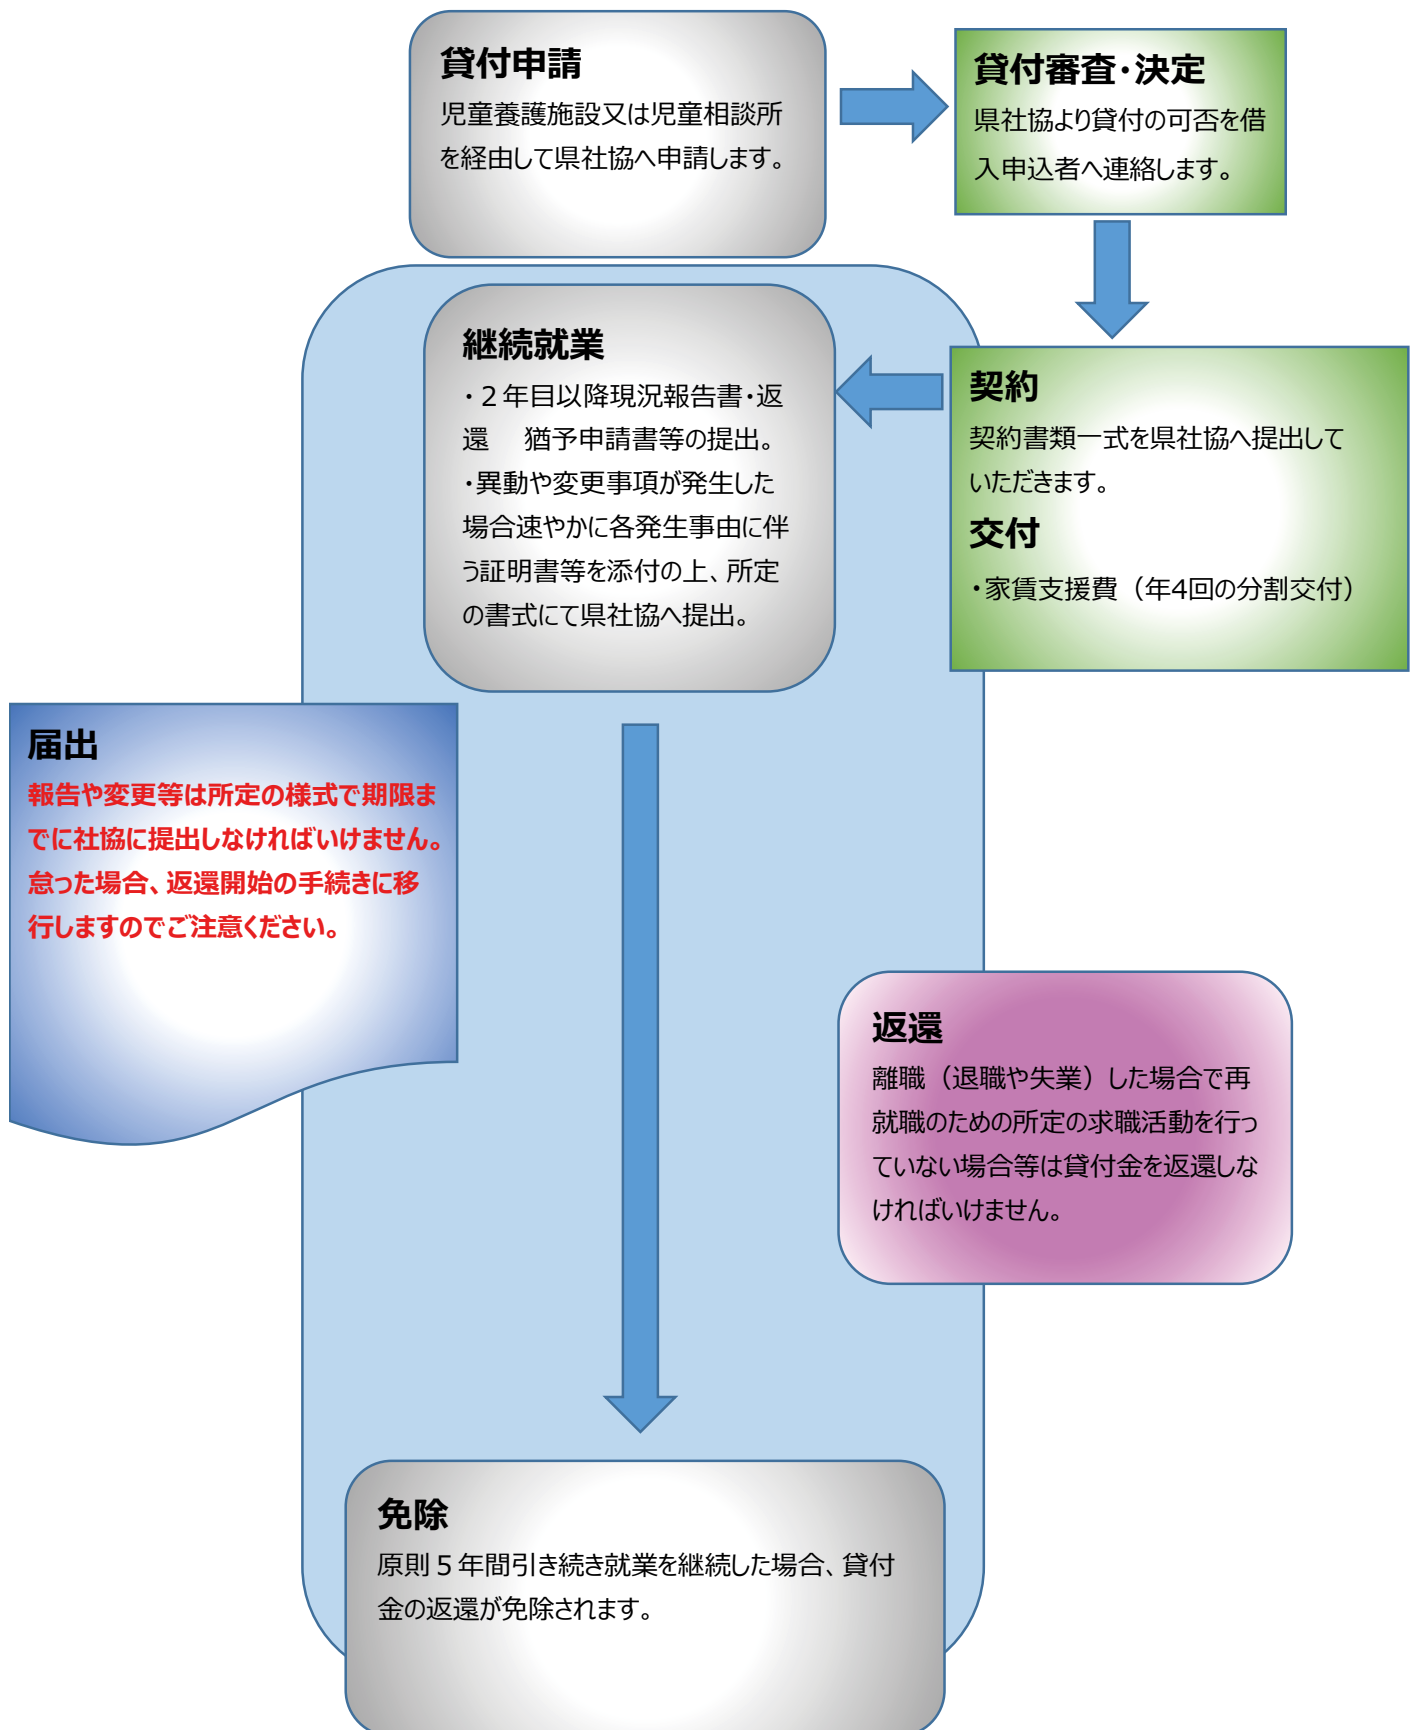 貸付申請
児童養護施設又は児童相談所
を経由して県社協へ申請します。
貸付審査・決定
県社協より貸付の可否を借
入申込者へ連絡します。
契約
契約書類一式を県社協へ提出して
いただきます。
交付
・家賃支援費（年4回の分割交付）
継続就業
・２年目以降現況報告書・返
還　猶予申請書等の提出。
・異動や変更事項が発生した
場合速やかに各発生事由に伴
う証明書等を添付の上、所定
の書式にて県社協へ提出。
届出
報告や変更等は所定の様式で期限ま
でに社協に提出しなければいけません。
怠った場合、返還開始の手続きに移
行しますのでご注意ください。
返還
離職（退職や失業）した場合で再
就職のための所定の求職活動を行っ
ていない場合等は貸付金を返還しな
ければいけません。
免除
原則５年間引き続き就業を継続した場合、貸付
金の返還が免除されます。